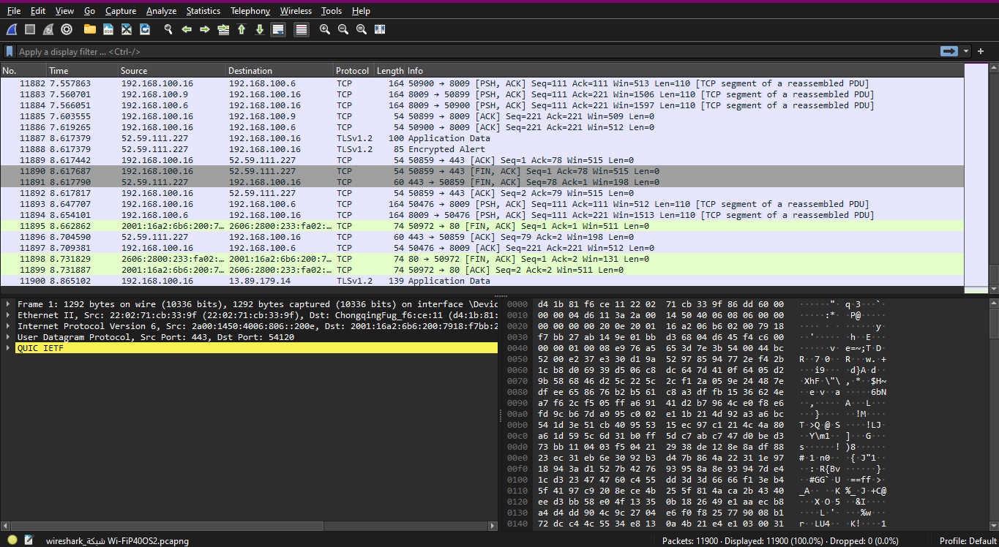 File Edit View Go Capture Analyze Statistics Telephony Wireless Tools Help
Apply a display filter ... <Ctrl-/>
No. Time Source Destination Protocol Length Info
11882 7.557863 192.168.100.16 192.168.100.6 TCP 164 50900 → 8009 [PSH, ACK] Seq=111 Ack=111 Win=513 Len=110 [TCP segment of a reassembled PDU]
11883 7.560701 192.168.100.9 192.168.100.16 TCP 164 8009 → 50899 [PSH, ACK] Seq=111 Ack=221 Win=1506 Len=110 [TCP segment of a reassembled PDU]
11884 7.566051 192.168.100.6 192.168.100.16 TCP 164 8009 → 50900 [PSH, ACK] Seq=111 Ack=221 Win=1597 Len=110 [TCP segment of a reassembled PDU]
11885 7.603555 192.168.100.16 192.168.100.9 TCP 54 50899 → 8009 [ACK] Seq=221 Ack=221 Win=509 Len=0
11886 7.619265 192.168.100.16 192.168.100.6 TCP 54 50900 → 8009 [ACK] Seq=221 Ack=221 Win=512 Len=0
11887 8.617379 52.59.111.227 192.168.100.16 TLSv1.2 100 Application Data
11888 8.617379 52.59.111.227 192.168.100.16 TLSv1.2 85 Encrypted Alert
11889 8.617442 192.168.100.16 52.59.111.227 TCP 54 50859 → 443 [ACK] Seq=1 Ack=78 Win=515 Len=0
11890 8.617687 192.168.100.16 52.59.111.227 TCP 54 50859 → 443 [FIN, ACK] Seq=1 Ack=78 Win=515 Len=0
11891 8.617790 52.59.111.227 192.168.100.16 TCP 60 443 → 50859 [FIN, ACK] Seq=78 Ack=1 Win=198 Len=0
11892 8.617817 192.168.100.16 52.59.111.227 TCP 54 50859 → 443 [ACK] Seq=2 Ack=79 Win=515 Len=0
11893 8.647707 192.168.100.16 192.168.100.6 TCP 164 50476 → 8009 [PSH, ACK] Seq=111 Ack=111 Win=512 Len=110 [TCP segment of a reassembled PDU]
11894 8.654101 192.168.100.6 192.168.100.16 TCP 164 8009 → 50476 [PSH, ACK] Seq=111 Ack=221 Win=1513 Len=110 [TCP segment of a reassembled PDU]
11895 8.662862 2001:16a2:6b6:200:7… 2606:2800:233:fa02:… TCP 74 50972 → 80 [FIN, ACK] Seq=1 Ack=1 Win=511 Len=0
11896 8.704590 52.59.111.227 192.168.100.16 TCP 60 443 → 50859 [ACK] Seq=79 Ack=2 Win=198 Len=0
11897 8.709381 192.168.100.16 192.168.100.6 TCP 54 50476 → 8009 [ACK] Seq=221 Ack=221 Win=512 Len=0
11898 8.731829 2606:2800:233:fa02:… 2001:16a2:6b6:200:7… TCP 74 80 → 50972 [FIN, ACK] Seq=1 Ack=2 Win=131 Len=0
11899 8.731887 2001:16a2:6b6:200:7… 2606:2800:233:fa02:… TCP 74 50972 → 80 [ACK] Seq=2 Ack=2 Win=511 Len=0
11900 8.865102 192.168.100.16 13.89.179.14 TLSv1.2 139 Application Data
Frame 1: 1292 bytes on wire (10336 bits), 1292 bytes captured (10336 bits) on interface \Devic
Ethernet II, Src: 22:02:71:cb:33:9f (22:02:71:cb:33:9f), Dst: ChongqingFug_f6:ce:11 (d4:1b:81:
Internet Protocol Version 6, Src: 2a00:1450:4006:806::200e, Dst: 2001:16a2:6b6:200:7918:f7bb:2
User Datagram Protocol, Src Port: 443, Dst Port: 54120
QUIC IETF
0000 d4 1b 81 f6 ce 11 22 02 71 cb 33 9f 86 dd 60 00 ······"· q·3···`·
0010 00 00 04 d6 11 3a 2a 00 14 50 40 06 08 06 00 00 ·····:*· ·P@·····
0020 00 00 00 00 20 0e 20 01 16 a2 06 b6 02 00 79 18 ···· · · ······y·
0030 f7 bb 27 ab 14 9e 01 bb d3 68 04 d6 45 f4 c6 00 ··'····· ·h··E···
0040 00 00 01 00 08 e9 76 a5 65 3d 7e 3b 54 00 44 bc ······v· e=~;T·D·
0050 52 00 e2 37 e3 30 d1 9a 52 97 85 94 77 2e f4 2b R··7·0·· R···w.·+
0060 1c b8 d0 69 39 d5 06 c8 dc 64 7d 41 0f 64 05 d2 ···i9··· ·d}A·d··
0070 9b 58 68 46 d2 5c 22 5c 2c f1 2a 05 9e 24 48 7e ·XhF·\"\ ,·*··$H~
0080 df ee 65 86 76 b2 b5 61 c8 a3 df fb 15 36 62 4e ··e·v··a ·····6bN
0090 a7 f6 2c f5 05 ff a6 91 41 d2 b7 96 4c e0 f8 e6 ··,····· A···L···
00a0 fd 9c b6 7d a9 95 c0 02 e1 1b 21 4d 92 a3 a6 bc ···}···· ··!M····
00b0 54 1d 3e 51 cb 40 95 53 15 ec 97 c1 21 4c 4a 80 T·>Q·@·S ····!LJ·
00c0 a6 1d 59 5c 6d 31 b0 ff 5d c7 ab c7 47 d0 be d3 ··Y\m1·· ]···G···
00d0 73 bb 11 04 03 f5 04 21 29 38 de 12 8e 8a df 88 s······! )8······
00e0 23 ec 31 eb 6e 30 92 b3 d4 7b 86 4a 22 31 1e 97 #·1·n0·· ·{·J"1··
00f0 18 94 3a d1 52 7b 42 76 93 95 8a 8e 93 94 7d e4 ··:·R{Bv ······}·
0100 1c d3 23 47 47 60 c4 55 dd 3d 3d 66 66 f1 3e b4 ··#GG`·U ·==ff·>·
0110 5f 41 97 c9 20 8e ce 4b 25 5f 81 4a ca 2b 43 40 _A·· ··K %_·J·+C@
0120 ee d3 bb 58 e0 4f 13 35 0b 18 26 49 e1 aa ec b8 ···X·O·5 ··&I····
0130 a4 d4 dd 90 4c 9c 27 04 e6 f0 f8 25 77 90 08 b1 ····L·'· ···%w···
0140 72 dc c4 4c 55 34 e8 13 0a 4b 21 e4 e1 03 00 31 r··LU4·· ·K!····1
wireshark_شبكة Wi-FiP40OS2.pcapng Packets: 11900 · Displayed: 11900 (100.0%) · Dropped: 0 (0.0%) Profile: Default